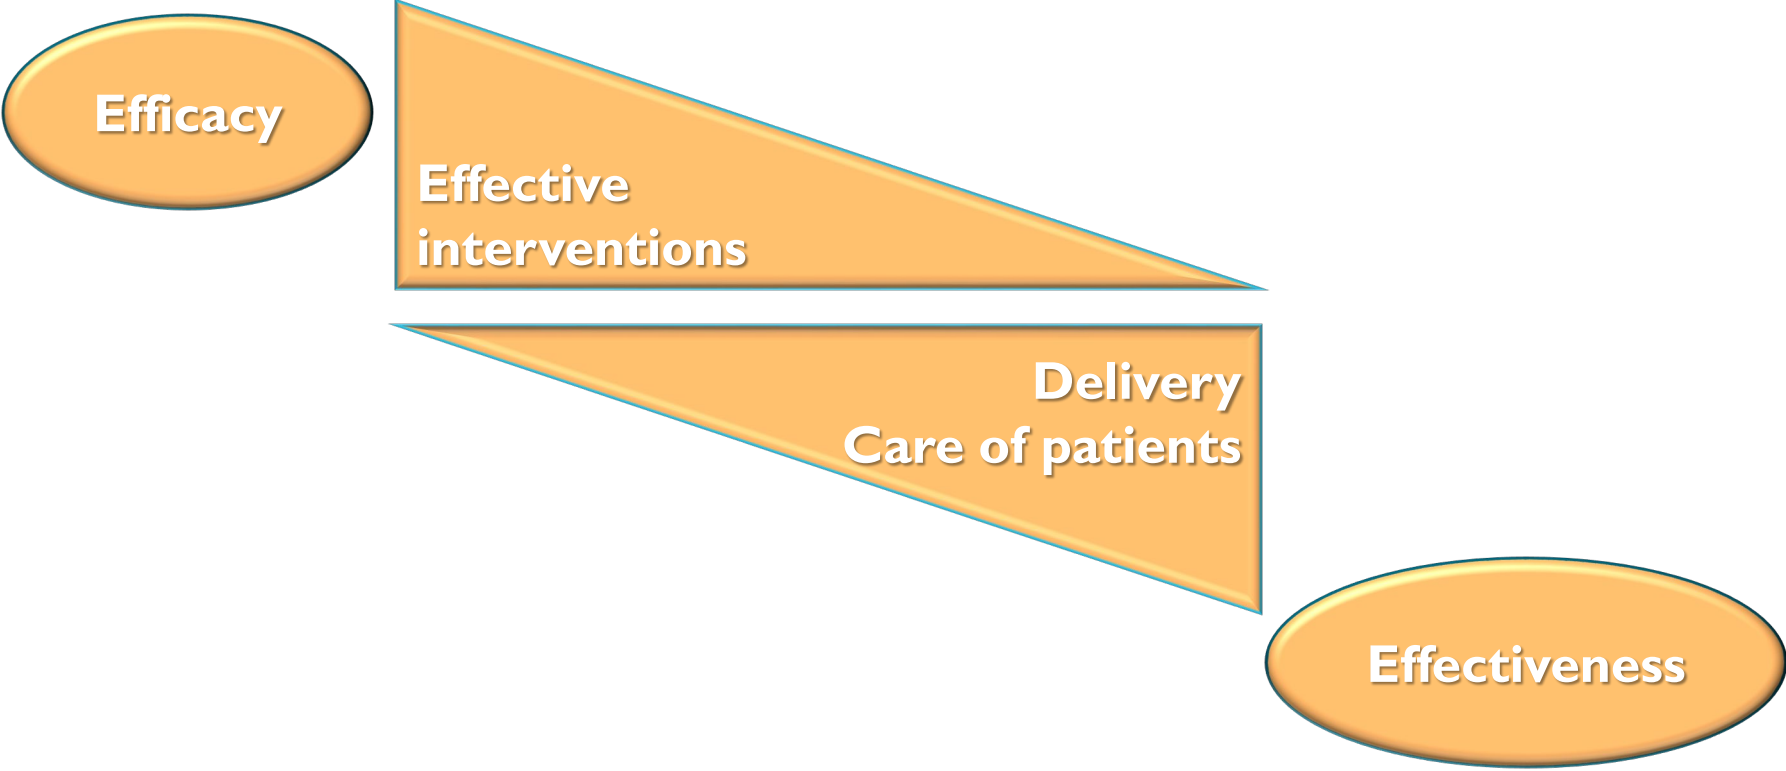 Efficacy
Effective
interventions
Delivery
Care of patients
Effectiveness